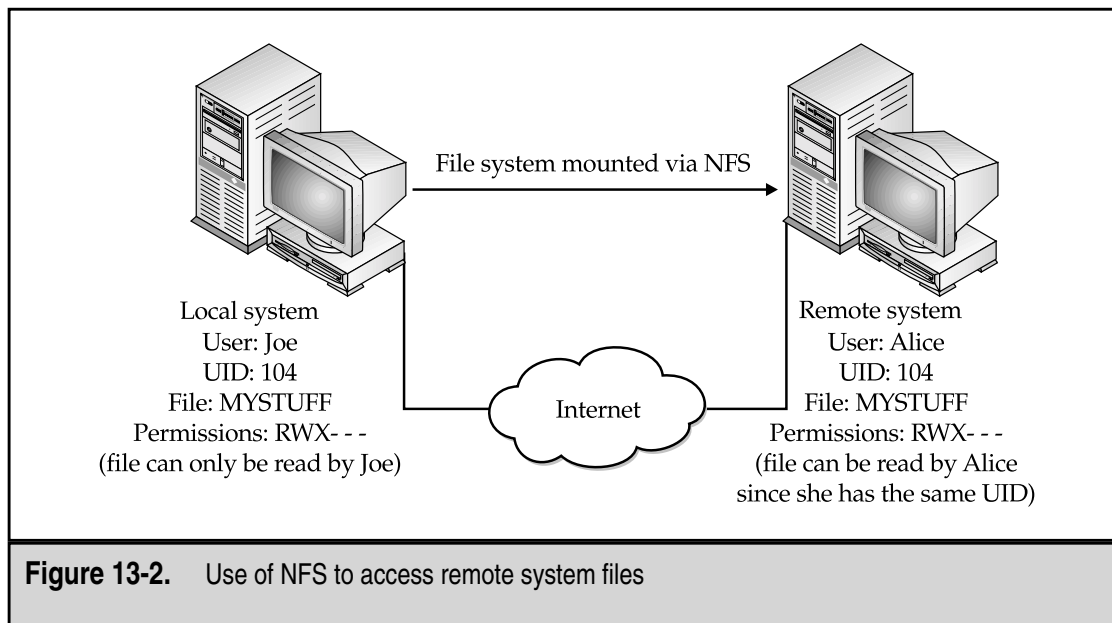 File system mounted via NFS
Local system
User: Joe
UID: 104
File: MYSTUFF
Permissions: RWX- - -
(file can only be read by Joe)
Internet
Remote system
User: Alice
UID: 104
File: MYSTUFF
Permissions: RWX- - -
(file can be read by Alice
since she has the same UID)
Figure 13-2. Use of NFS to access remote system files